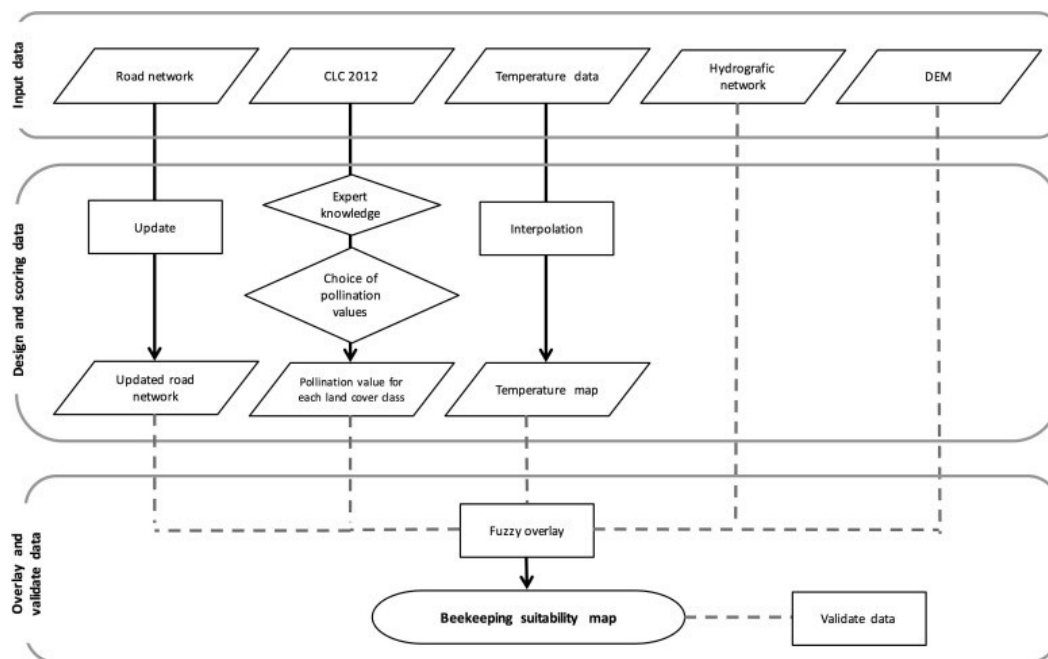 Input data
Road network
CLC 2012
Temperature data
Hydrografic
network
DEM
Design and scoring data
Update
Expert
knowledge
Choice of
pollination
values
Interpolation
Updated road
network
Pollination value for
each land cover class
Temperature map
Overlay and
validate data
Fuzzy overlay
Beekeeping suitability map
Validate data